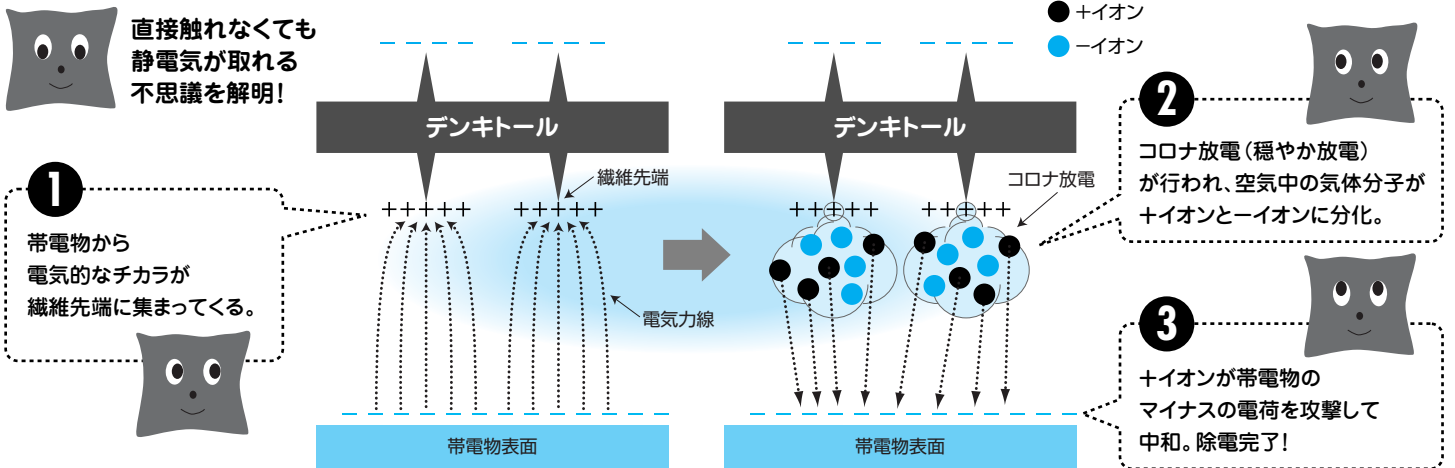 直接触れなくても
静電気が取れる
不思議を解明!
1
帯電物から
電気的なチカラが
繊維先端に集まってくる。
デンキトール
繊維先端
+++++
+++++
電気力線
帯電物表面
+イオン
−イオン
デンキトール
コロナ放電
+++++
+++++
帯電物表面
2
コロナ放電(穏やか放電)
が行われ、空気中の気体分子が
+イオンとーイオンに分化。
3
+イオンが帯電物の
マイナスの電荷を攻撃して
中和。除電完了!